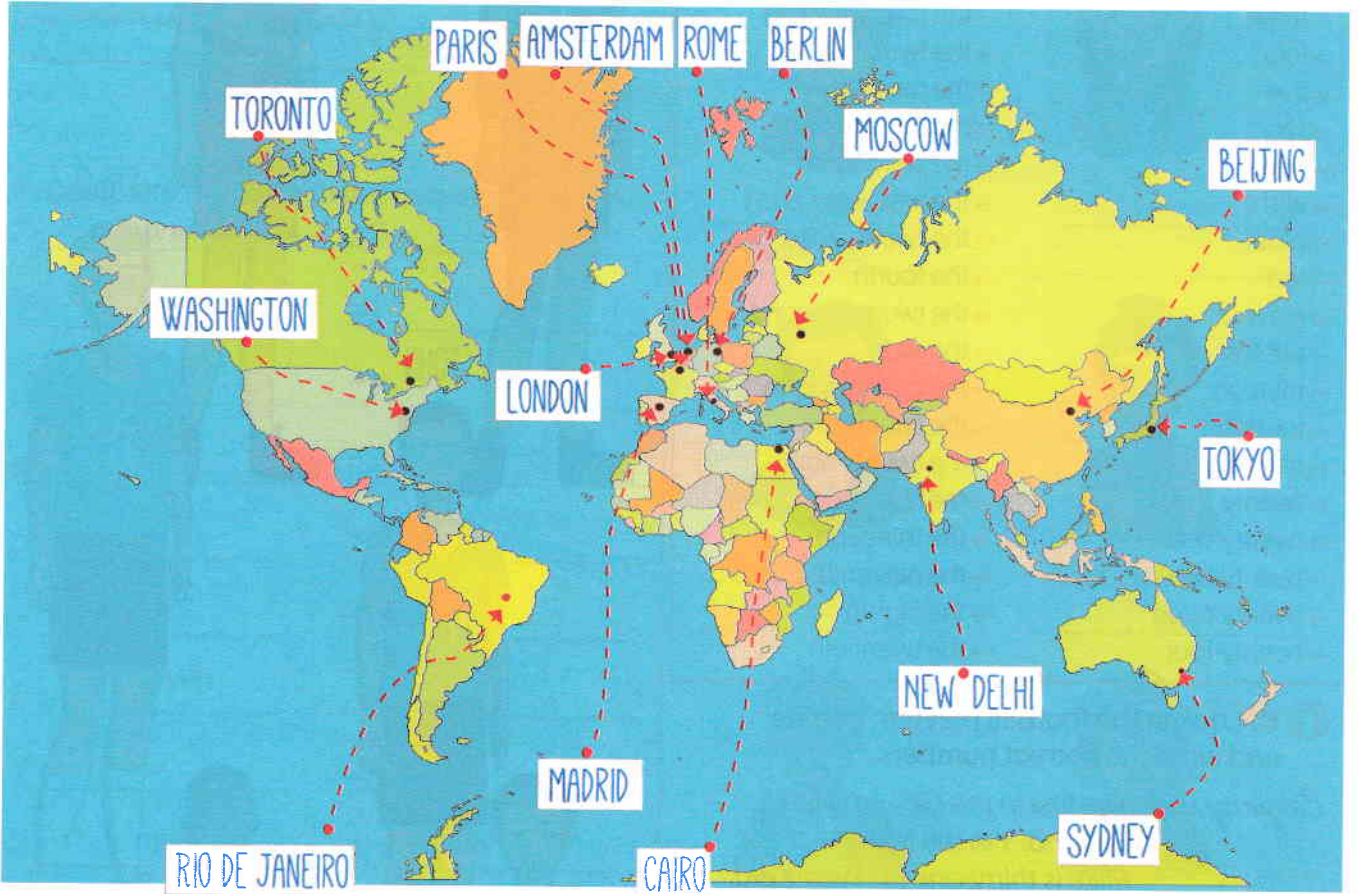 PARIS
AMSTERDAM
ROME
BERLIN
TORONTO
MOSCOW
BEIJING
WASHINGTON
LONDON
TOKYO
NEW DELHI
MADRID
SYDNEY
RIO DE JANEIRO
CAIRO